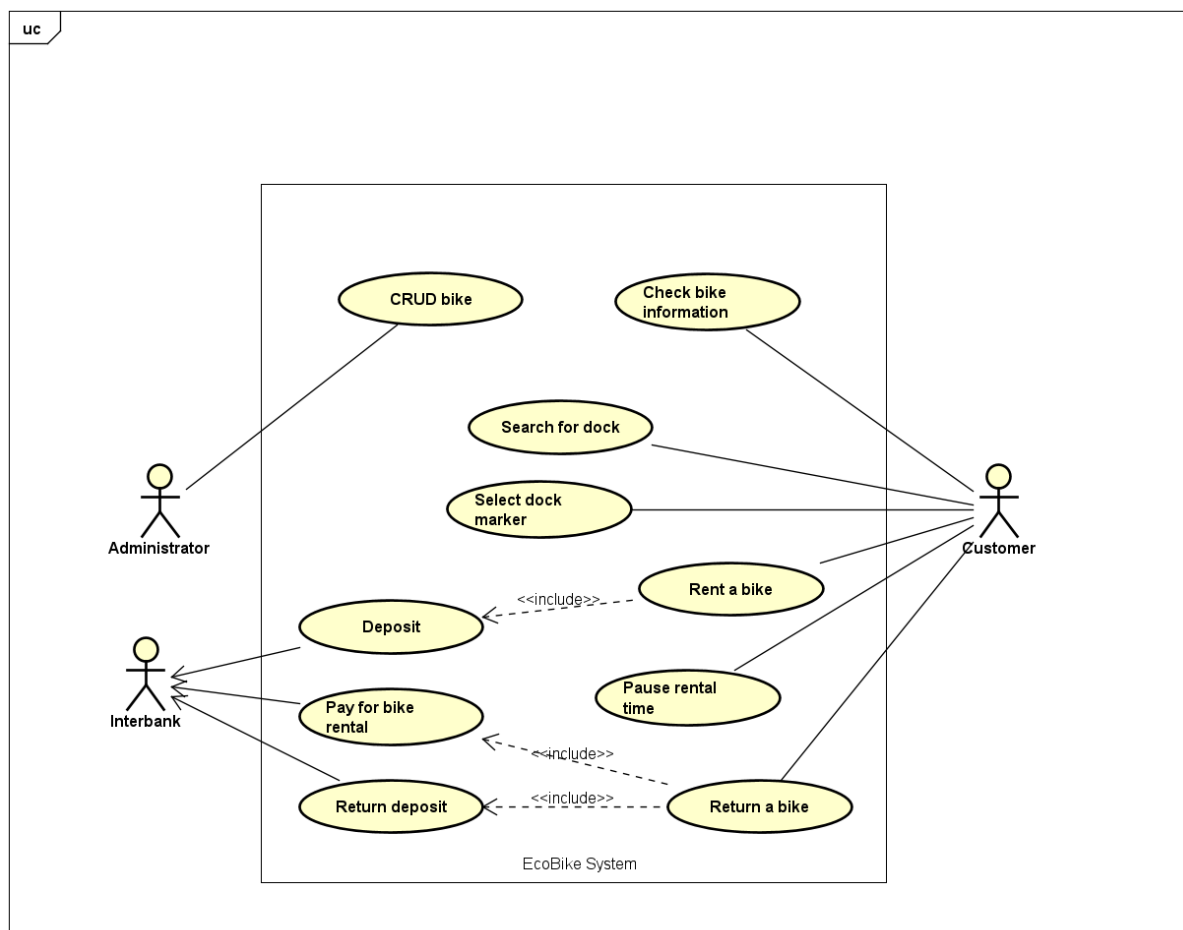 uc
CRUD bike
Check bike
information
Search for dock
Select dock
marker
Administrator
Customer
Rent a bike
<<include>>
Deposit
Interbank
Pause rental
time
Pay for bike
rental
<<include>>
<<include>>
Return deposit
Return a bike
EcoBike System